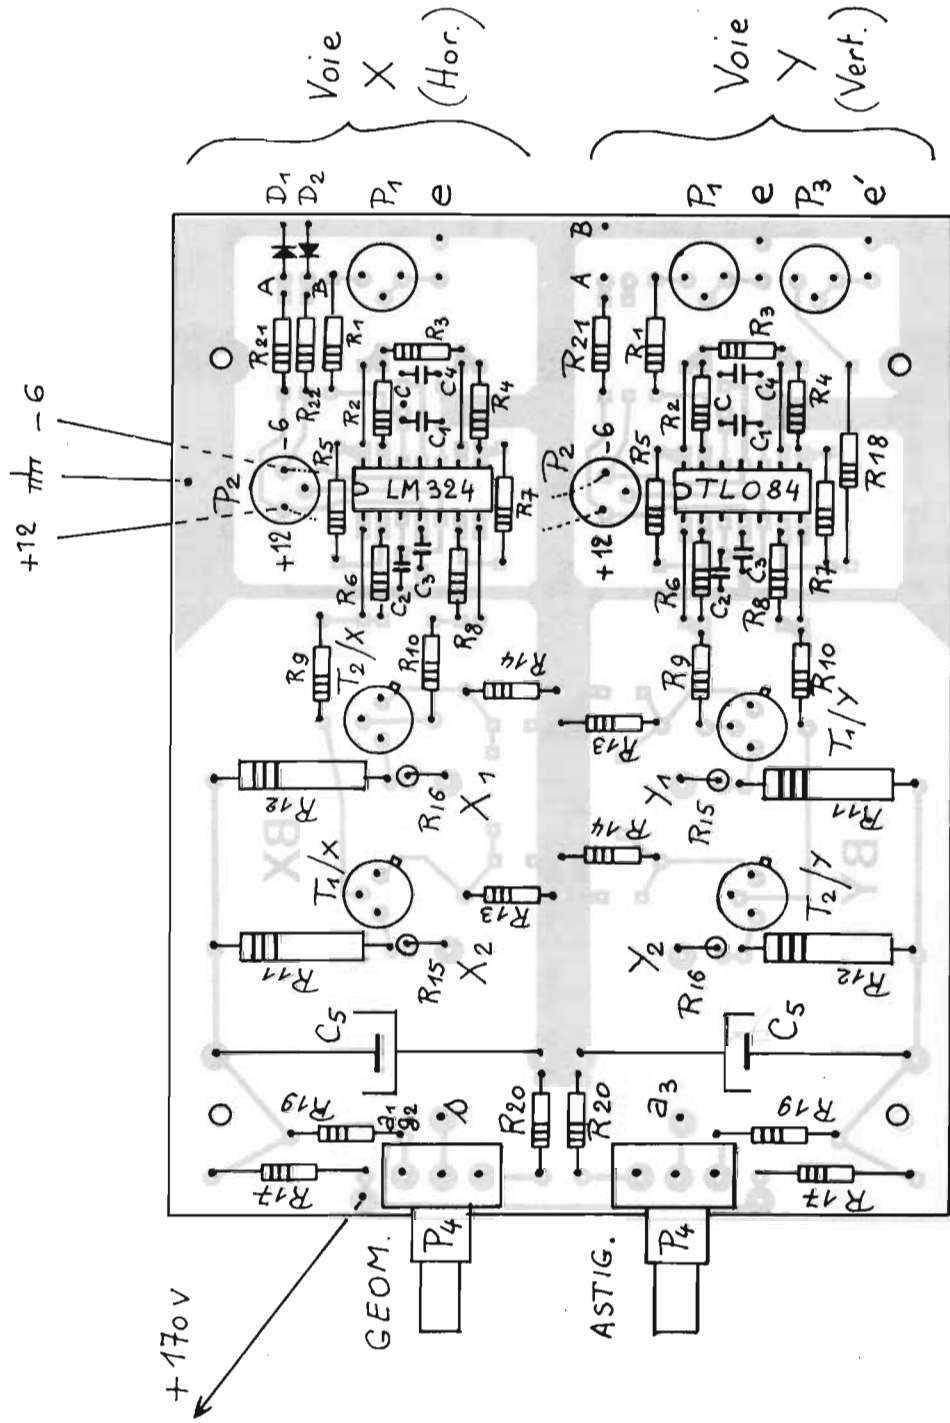 Voie
X
(Hor.)
Voie
Y
(Vert.)
D1
D2
P1
e
P1
e
P3
e'
+12
-6
A
B
R21
R22
R1
R3
R2
C
C4
C1
R4
P2
-6
+12
R5
LM324
R7
R6
C2
C3
R8
R9
T2/X
R10
R14
R12
R16
X1
BX
T1/X
R13
R11
R15
X2
C5
R19
a1
g2
s
R20
R17
P4
GEOM.
+170V
B
A
R21
R1
R3
R2
C
C4
C1
R4
P2
-6
+12
R5
TL084
R18
R7
R6
C2
C3
R8
R9
R10
T1/Y
R13
Y1
R15
R11
R14
BY
T2/Y
Y2
R16
R12
C5
R20
a3
R19
R17
P4
ASTIG.